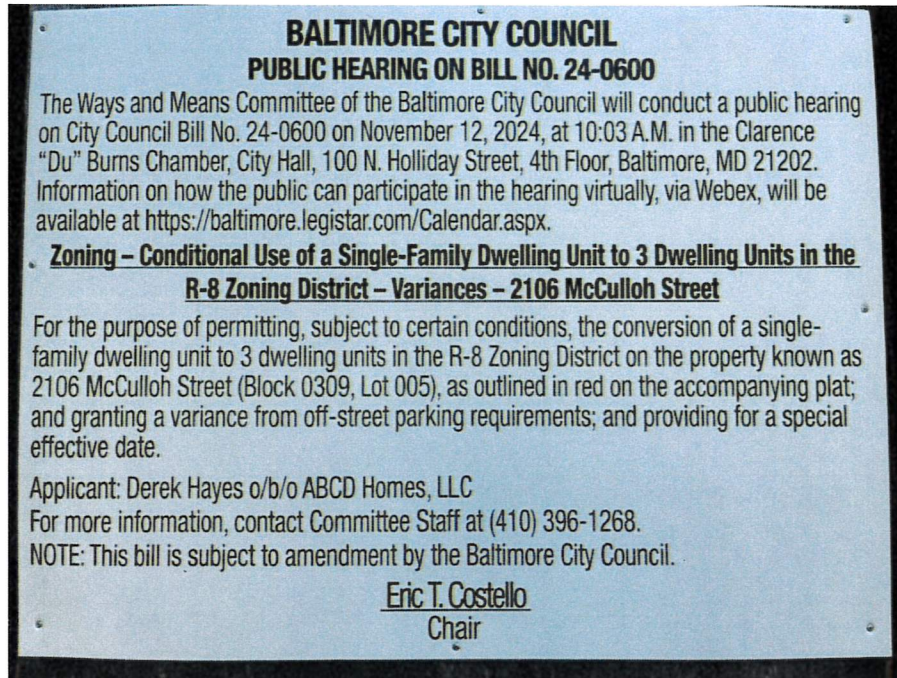 BALTIMORE CITY COUNCIL
PUBLIC HEARING ON BILL NO. 24-0600
The Ways and Means Committee of the Baltimore City Council will conduct a public hearing
on City Council Bill No. 24-0600 on November 12, 2024, at 10:03 A.M. in the Clarence
“Du” Burns Chamber, City Hall, 100 N. Holliday Street, 4th Floor, Baltimore, MD 21202.
Information on how the public can participate in the hearing virtually, via Webex, will be
available at https://baltimore.legistar.com/Calendar.aspx.
Zoning – Conditional Use of a Single-Family Dwelling Unit to 3 Dwelling Units in the
R-8 Zoning District – Variances – 2106 McCulloh Street
For the purpose of permitting, subject to certain conditions, the conversion of a single-
family dwelling unit to 3 dwelling units in the R-8 Zoning District on the property known as
2106 McCulloh Street (Block 0309, Lot 005), as outlined in red on the accompanying plat;
and granting a variance from off-street parking requirements; and providing for a special
effective date.
Applicant: Derek Hayes o/b/o ABCD Homes, LLC
For more information, contact Committee Staff at (410) 396-1268.
NOTE: This bill is subject to amendment by the Baltimore City Council.
Eric T. Costello
Chair